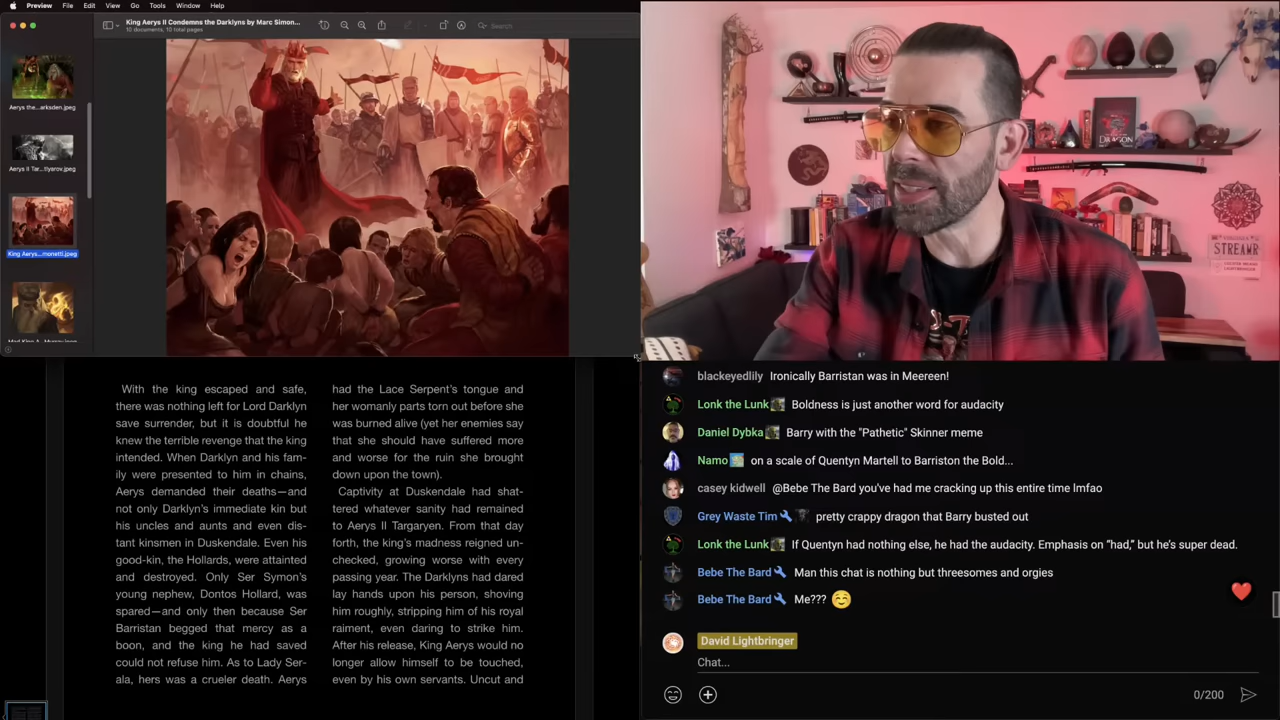 Preview File Edit View Go Tools Window Help
King Aerys II Condemns the Darklyns by Marc Simon...
10 documents, 10 total pages
Search
Aerys the...arksden.jpeg
Aerys II Tar...ttyarov.jpeg
King Aerys...monetti.jpeg
With the king escaped and safe,
there was nothing left for Lord Darklyn
save surrender, but it is doubtful he
knew the terrible revenge that the king
intended. When Darklyn and his fam-
ily were presented to him in chains,
Aerys demanded their deaths—and
not only Darklyn's immediate kin but
his uncles and aunts and even dis-
tant kinsmen in Duskendale. Even his
good-kin, the Hollards, were attainted
and destroyed. Only Ser Symon's
young nephew, Dontos Hollard, was
spared—and only then because Ser
Barristan begged that mercy as a
boon, and the king he had saved
could not refuse him. As to Lady Ser-
ala, hers was a crueler death. Aerys
had the Lace Serpent's tongue and
her womanly parts torn out before she
was burned alive (yet her enemies say
that she should have suffered more
and worse for the ruin she brought
down upon the town).
Captivity at Duskendale had shat-
tered whatever sanity had remained
to Aerys II Targaryen. From that day
forth, the king's madness reigned un-
checked, growing worse with every
passing year. The Darklyns had dared
lay hands upon his person, shoving
him roughly, stripping him of his royal
raiment, even daring to strike him.
After his release, King Aerys would no
longer allow himself to be touched,
even by his own servants. Uncut and
DRAGON
STREAMR
blackeyedlily Ironically Barristan was in Meereen!
Lonk the Lunk Boldness is just another word for audacity
Daniel Dybka Barry with the "Pathetic" Skinner meme
Namo on a scale of Quentyn Martell to Barriston the Bold...
casey kidwell @Bebe The Bard you've had me cracking up this entire time lmfao
Grey Waste Tim pretty crappy dragon that Barry busted out
Lonk the Lunk If Quentyn had nothing else, he had the audacity. Emphasis on “had,” but he's super dead.
Bebe The Bard Man this chat is nothing but threesomes and orgies
Bebe The Bard Me???
David Lightbringer
Chat...
0/200